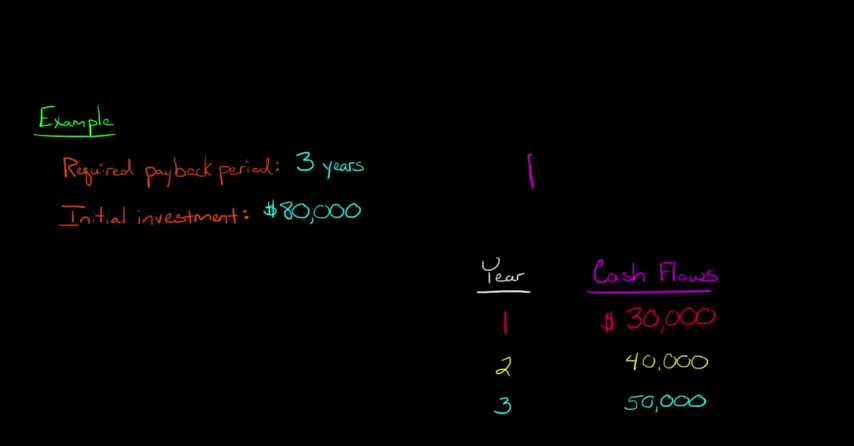 Example
Required payback period: 3 years
Initial investment: $80,000
Year Cash Flows
1 $ 30,000
2 40,000
3 50,000